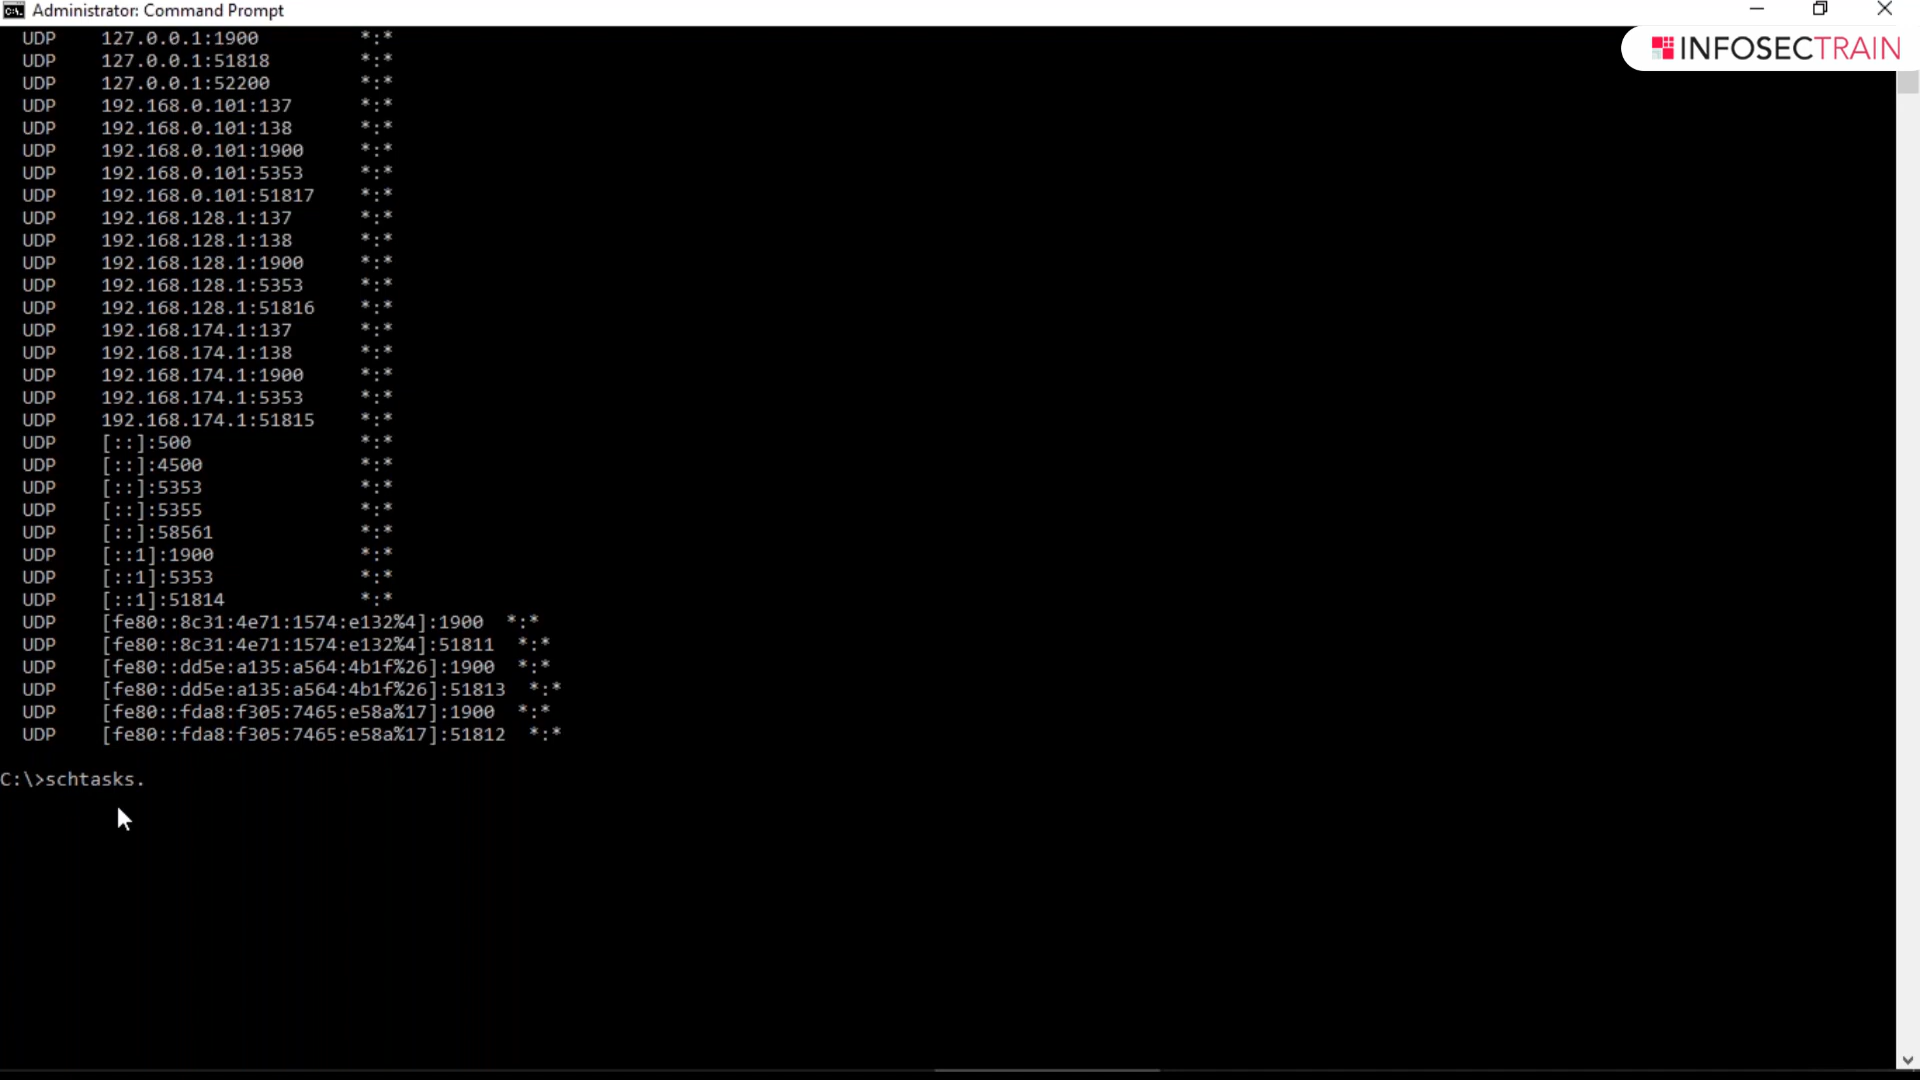 Administrator: Command Prompt
INFOSECTRAIN
UDP 127.0.0.1:1900 *:*
UDP 127.0.0.1:51818 *:*
UDP 127.0.0.1:52200 *:*
UDP 192.168.0.101:137 *:*
UDP 192.168.0.101:138 *:*
UDP 192.168.0.101:1900 *:*
UDP 192.168.0.101:5353 *:*
UDP 192.168.0.101:51817 *:*
UDP 192.168.128.1:137 *:*
UDP 192.168.128.1:138 *:*
UDP 192.168.128.1:1900 *:*
UDP 192.168.128.1:5353 *:*
UDP 192.168.128.1:51816 *:*
UDP 192.168.174.1:137 *:*
UDP 192.168.174.1:138 *:*
UDP 192.168.174.1:1900 *:*
UDP 192.168.174.1:5353 *:*
UDP 192.168.174.1:51815 *:*
UDP [::]:500 *:*
UDP [::]:4500 *:*
UDP [::]:5353 *:*
UDP [::]:5355 *:*
UDP [::]:58561 *:*
UDP [::1]:1900 *:*
UDP [::1]:5353 *:*
UDP [::1]:51814 *:*
UDP [fe80::8c31:4e71:1574:e132%4]:1900 *:*
UDP [fe80::8c31:4e71:1574:e132%4]:51811 *:*
UDP [fe80::dd5e:a135:a564:4b1f%26]:1900 *:*
UDP [fe80::dd5e:a135:a564:4b1f%26]:51813 *:*
UDP [fe80::fda8:f305:7465:e58a%17]:1900 *:*
UDP [fe80::fda8:f305:7465:e58a%17]:51812 *:*
C:\>schtasks.